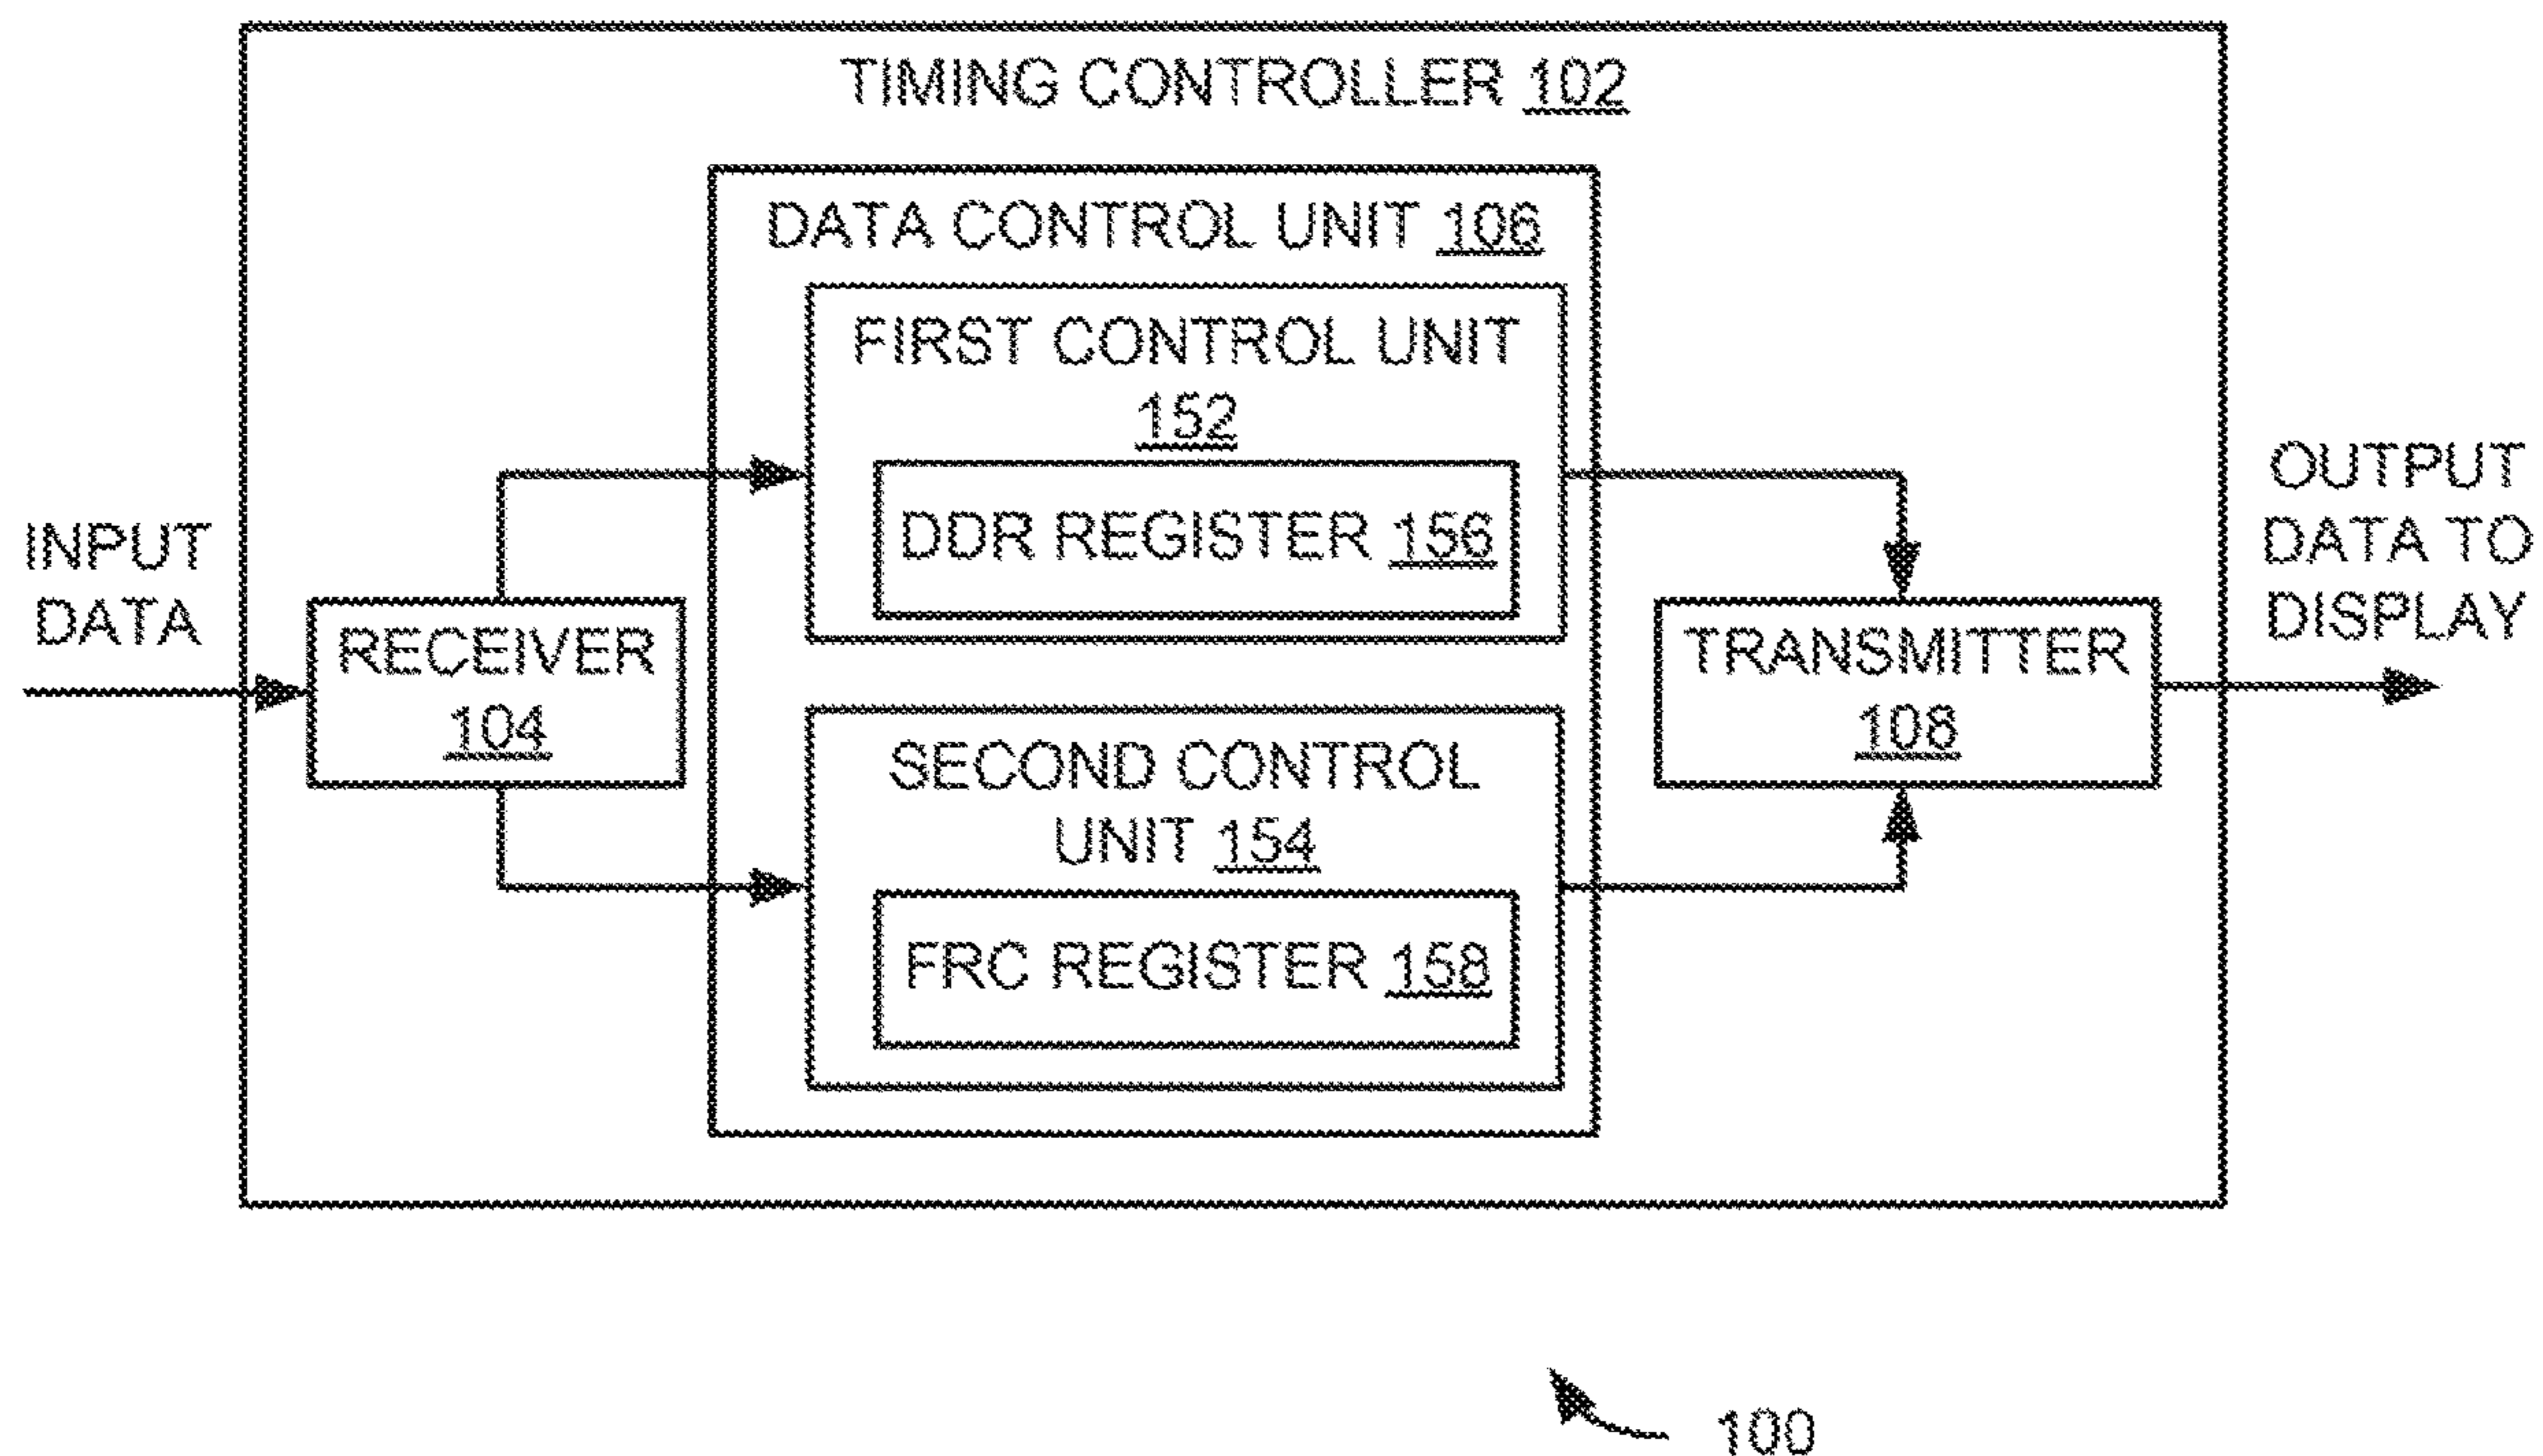 TIMING CONTROLLER 102
DATA CONTROL UNIT 106
FIRST CONTROL UNIT
152
DDR REGISTER 156
INPUT
DATA
RECEIVER
104
SECOND CONTROL
UNIT 154
FRC REGISTER 158
TRANSMITTER
108
OUTPUT
DATA TO
DISPLAY
100